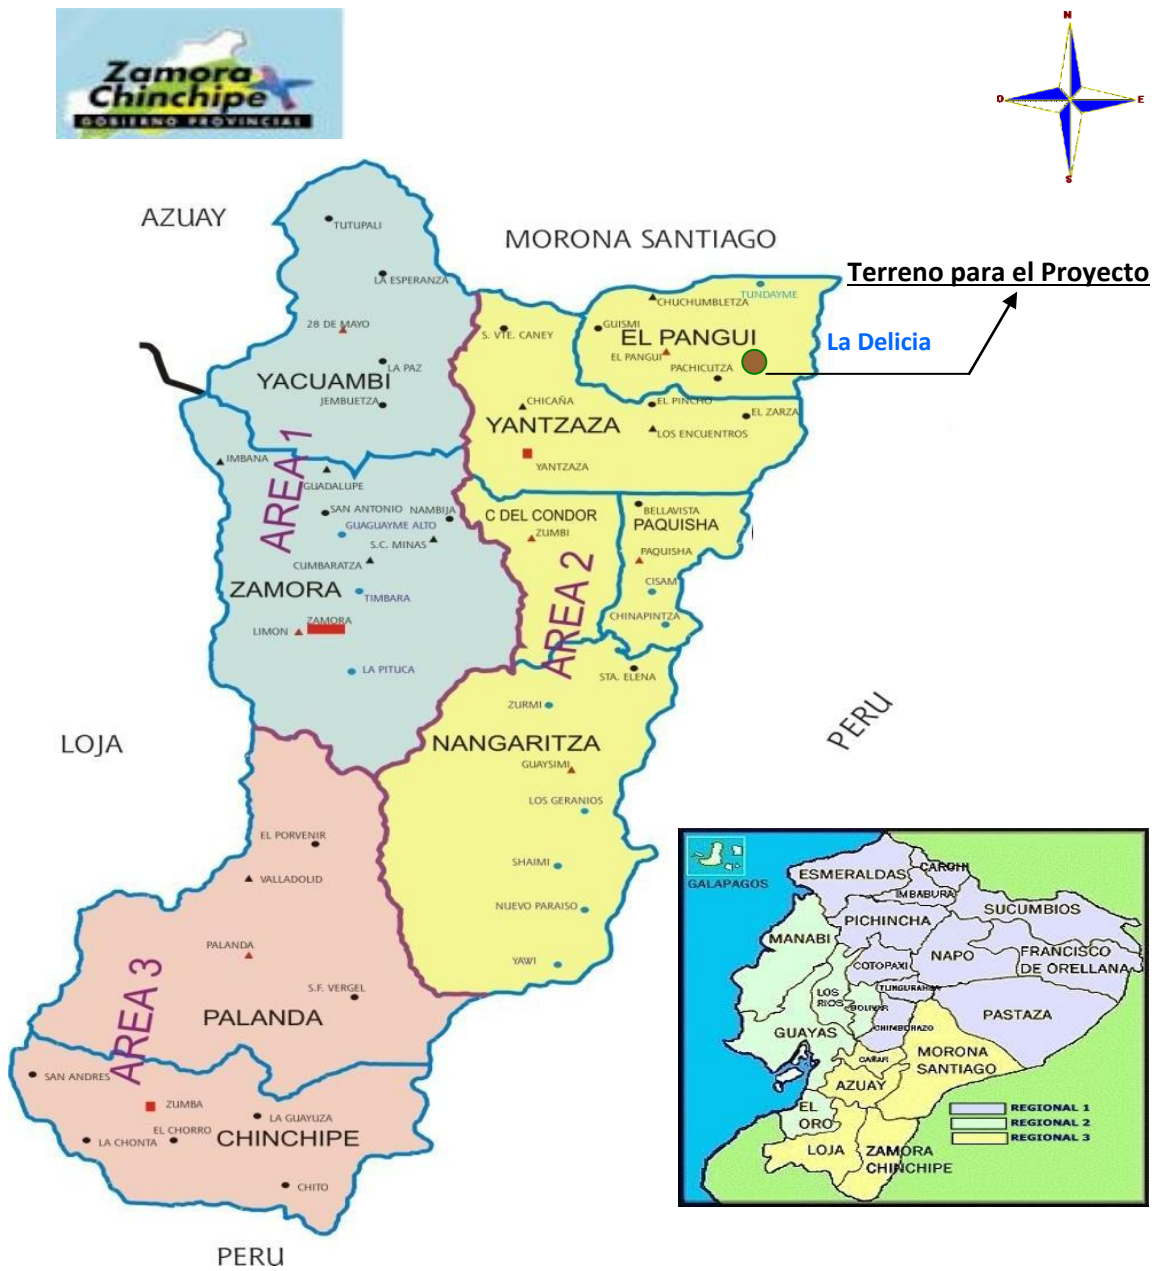 Zamora
Chinchipe
GOBIERNO PROVINCIAL
N
O
E
S
AZUAY
MORONA SANTIAGO
Terreno para el Proyecto
La Delicia
TUTUPALI
LA ESPERANZA
28 DE MAYO
LA PAZ
YACUAMBI
JEMBUETZA
TUNDAYME
CHUCHUMBLETZA
GUISMI
S. VTE. CANEY
EL PANGUI
EL PANGUI
PACHICUTZA
CHICAÑA
EL PINCHO
EL ZARZA
YANTZAZA
LOS ENCUENTROS
YANTZAZA
AREA 1
IMBANA
GUADALUPE
SAN ANTONIO
NAMBIJA
GUAGUAYME ALTO
S.C. MINAS
CUMBARATZA
ZAMORA
TIMBARA
ZAMORA
LIMON
LA PITUCA
C DEL CONDOR
ZUMBI
BELLAVISTA
PAQUISHA
PAQUISHA
CISAM
CHINAPINTZA
AREA 2
STA. ELENA
ZURMI
NANGARITZA
GUAYSIMI
LOS GERANIOS
SHAIMI
NUEVO PARAISO
YAWI
LOJA
PERU
EL PORVENIR
VALLADOLID
PALANDA
S.F. VERGEL
PALANDA
AREA 3
SAN ANDRES
ZUMBA
LA GUAYUZA
EL CHORRO
LA CHONTA
CHINCHIPE
CHITO
PERU
GALAPAGOS
ESMERALDAS
CARCHI
IMBABURA
SUCUMBIOS
PICHINCHA
MANABI
NAPO
FRANCISCO
DE ORELLANA
COTOPAXI
TUNGURAHUA
LOS
RIOS
BOLIVAR
PASTAZA
CHIMBORAZO
GUAYAS
CAÑAR
MORONA
SANTIAGO
AZUAY
EL
ORO
LOJA
ZAMORA
CHINCHIPE
REGIONAL 1
REGIONAL 2
REGIONAL 3